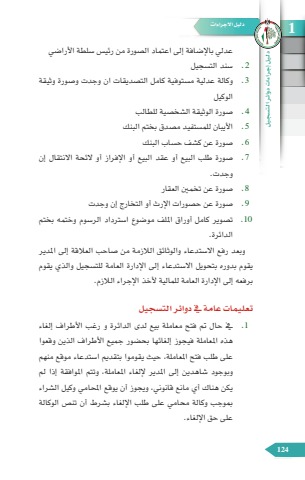 دليل الاجراءات
1
دليل إجراءات دوائر التسجيل
عدلي بالإضافة إلى اعتماد الصورة من رئيس سلطة الأراضي
2. سند التسجيل
3. وكالة عدلية مستوفية كامل التصديقات ان وجدت وصورة وثيقة
الوكيل
4. صورة الوثيقة الشخصية للطالب
5. الأيبان للمستفيد مصدق بختم البنك
6. صورة عن كشف حساب البنك
7. صورة طلب البيع أو عقد البيع أو الإفراز أو لائحة الانتقال إن
وجدت.
8. صورة عن تخمين العقار
9. صورة عن حصورات الإرث أو التخارج إن وجدت
10. تصوير كامل أوراق الملف موضوع استرداد الرسوم وختمه بختم
الدائرة.
وبعد رفع الاستدعاء والوثائق اللازمة من صاحب العلاقة إلى المدير
يقوم بدوره بتحويل الاستدعاء إلى الإدارة العامة للتسجيل والذي يقوم
برفعه إلى الإدارة العامة للمالية لأخذ الإجراء اللازم.
تعليمات عامة في دوائر التسجيل
1. في حال تم فتح معاملة بيع لدى الدائرة و رغب الأطراف إلغاء
هذه المعاملة فيجوز إلغائها بحضور جميع الأطراف الذين وقعوا
على طلب فتح المعاملة، حيث يقوموا بتقديم استدعاء موقع منهم
وبوجود شاهدين إلى المدير لإلغاء المعاملة، وتتم الموافقة إذا لم
يكن هناك أي مانع قانوني، ويجوز أن يوقع المحامي وكيل الشراء
بموجب وكالة محامي على طلب الإلغاء بشرط أن تنص الوكالة
على حق الإلغاء.
124